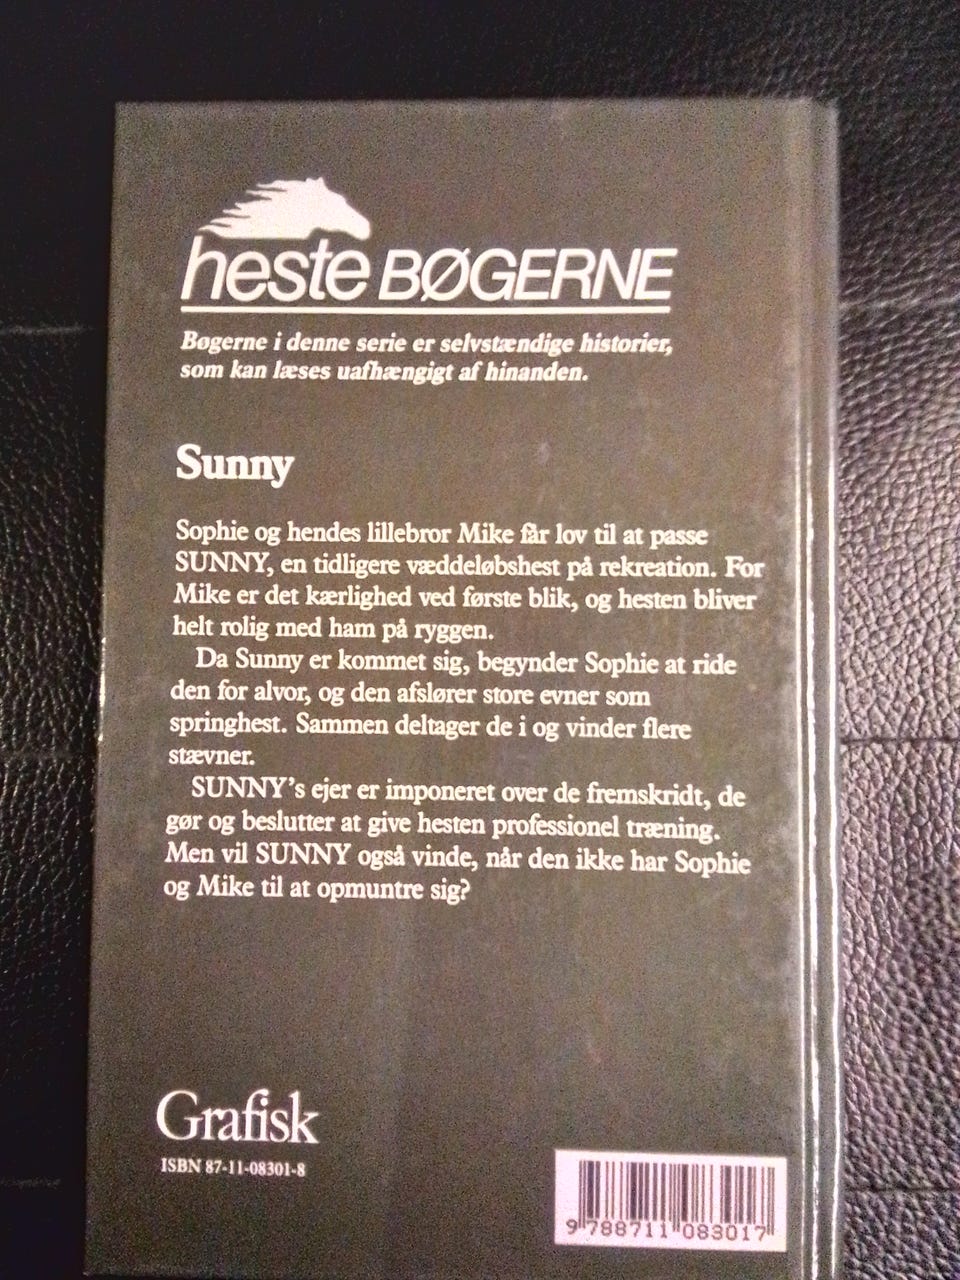 heste BØGERNE
Bøgerne i denne serie er selvstændige historier,
som kan læses uafhængigt af hinanden.
Sunny
Sophie og hendes lillebror Mike får lov til at passe
SUNNY, en tidligere væddeløbshest på rekreation. For
Mike er det kærlighed ved første blik, og hesten bliver
helt rolig med ham på ryggen.
Da Sunny er kommet sig, begynder Sophie at ride
den for alvor, og den afslører store evner som
springhest. Sammen deltager de i og vinder flere
stævner.
SUNNY's ejer er imponeret over de fremskridt, de
gør og beslutter at give hesten professionel træning.
Men vil SUNNY også vinde, når den ikke har Sophie
og Mike til at opmuntre sig?
Grafisk
ISBN 87-11-08301-8
9 788711 083017